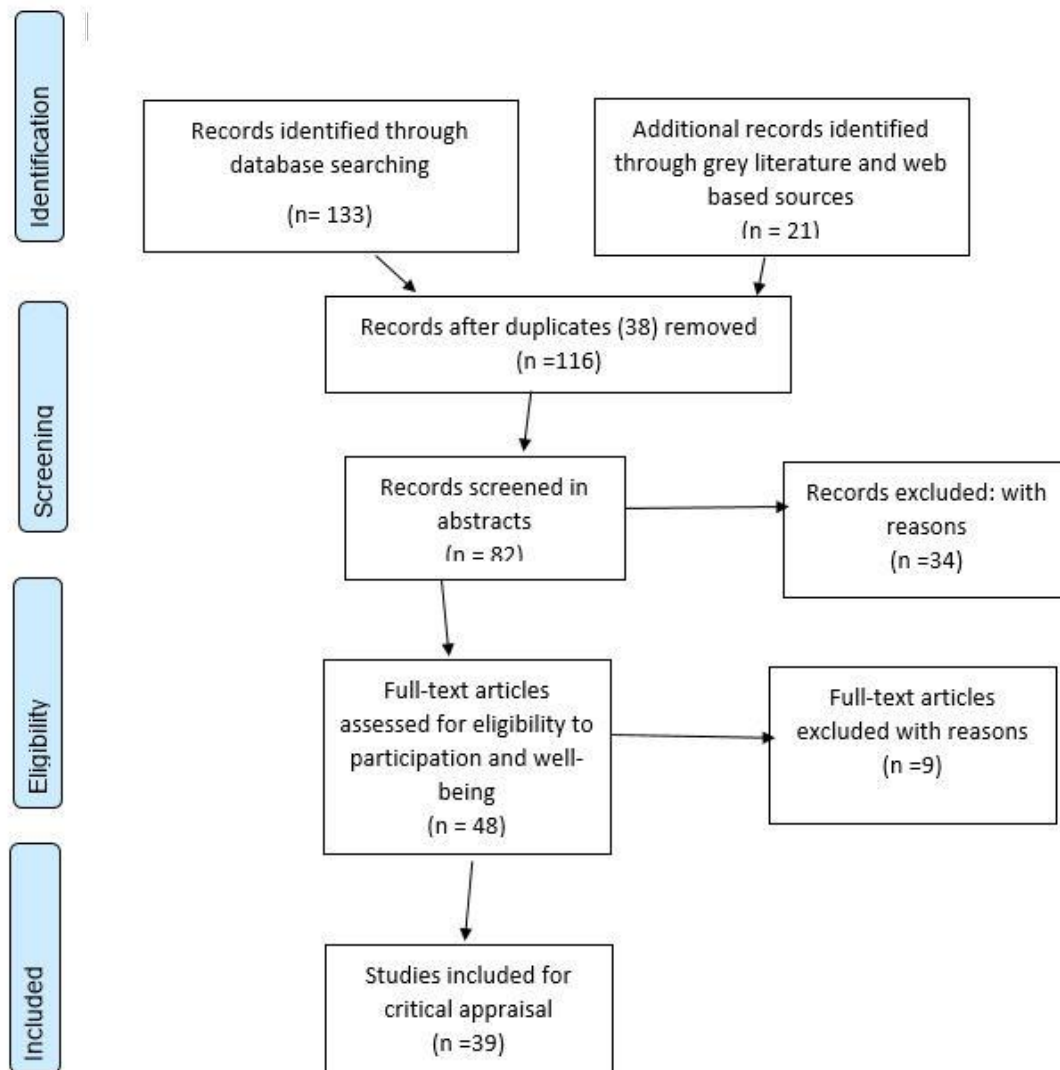 Identification
Records identified through
database searching
(n= 133)
Additional records identified
through grey literature and web
based sources
(n = 21)
Records after duplicates (38) removed
(n =116)
Screening
Records screened in
abstracts
(n = 82)
Records excluded: with
reasons
(n =34)
Eligibility
Full-text articles
assessed for eligibility to
participation and well-
being
(n = 48)
Full-text articles
excluded with reasons
(n =9)
Included
Studies included for
critical appraisal
(n =39)